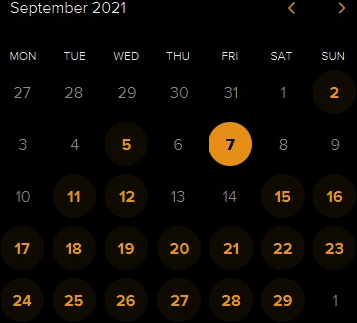 September 2021
MON TUE WED THU FRI SAT SUN
27 28 29 30 31 1 2
3 4 5 6 7 8 9
10 11 12 13 14 15 16
17 18 19 20 21 22 23
24 25 26 27 28 29 1